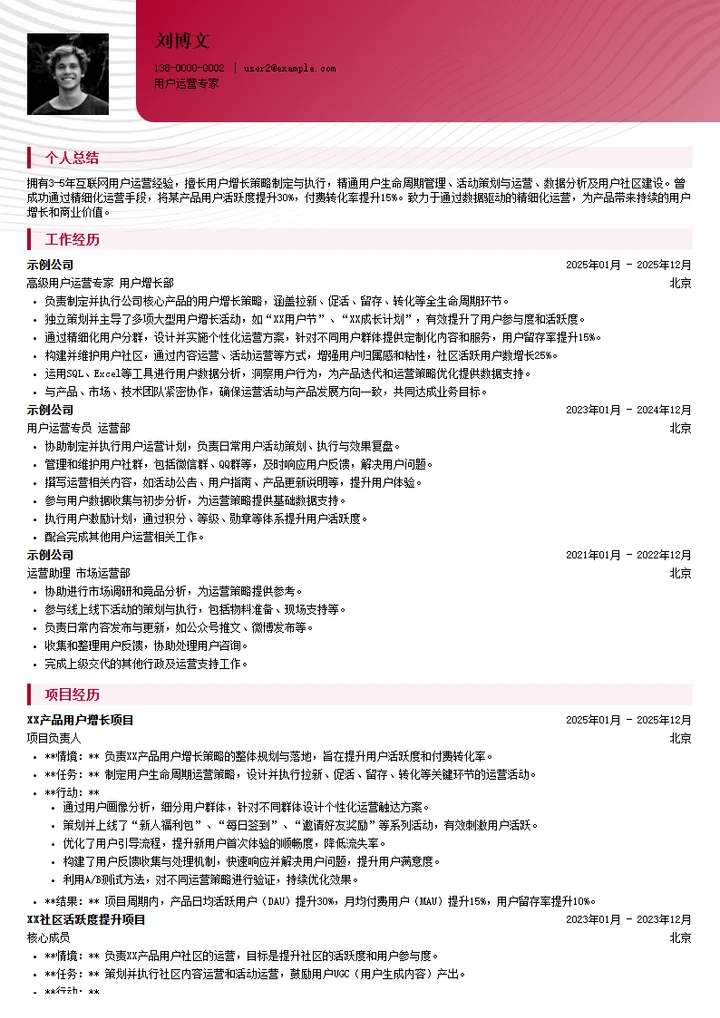 刘博文
138-0000-0002 | user2@example.com
用户运营专家
个人总结
拥有3-5年互联网用户运营经验，擅长用户增长策略制定与执行，精通用户生命周期管理、活动策划与运营、数据分析及用户社区建设。曾
成功通过精细化运营手段，将某产品用户活跃度提升30%，付费转化率提升15%。致力于通过数据驱动的精细化运营，为产品带来持续的用户
增长和商业价值。
工作经历
示例公司 2025年01月 - 2025年12月
高级用户运营专家 用户增长部 北京
• 负责制定并执行公司核心产品的用户增长策略，涵盖拉新、促活、留存、转化等全生命周期环节。
• 独立策划并主导了多项大型用户增长活动，如“XX用户节”、“XX成长计划”，有效提升了用户参与度和活跃度。
• 通过精细化用户分群，设计并实施个性化运营方案，针对不同用户群体提供定制化内容和服务，用户留存率提升15%。
• 构建并维护用户社区，通过内容运营、活动运营等方式，增强用户归属感和粘性，社区活跃用户数增长25%。
• 运用SQL、Excel等工具进行用户数据分析，洞察用户行为，为产品迭代和运营策略优化提供数据支持。
• 与产品、市场、技术团队紧密协作，确保运营活动与产品发展方向一致，共同达成业务目标。
示例公司 2023年01月 - 2024年12月
用户运营专员 运营部 北京
• 协助制定并执行用户运营计划，负责日常用户活动策划、执行与效果复盘。
• 管理和维护用户社群，包括微信群、QQ群等，及时响应用户反馈，解决用户问题。
• 撰写运营相关内容，如活动公告、用户指南、产品更新说明等，提升用户体验。
• 参与用户数据收集与初步分析，为运营策略提供基础数据支持。
• 执行用户激励计划，通过积分、等级、勋章等体系提升用户活跃度。
• 配合完成其他用户运营相关工作。
示例公司 2021年01月 - 2022年12月
运营助理 市场运营部 北京
• 协助进行市场调研和竞品分析，为运营策略提供参考。
• 参与线上线下活动的策划与执行，包括物料准备、现场支持等。
• 负责日常内容发布与更新，如公众号推文、微博发布等。
• 收集和整理用户反馈，协助处理用户咨询。
• 完成上级交代的其他行政及运营支持工作。
项目经历
XX产品用户增长项目 2025年01月 - 2025年12月
项目负责人 北京
• **情境：** 负责XX产品用户增长策略的整体规划与落地，旨在提升用户活跃度和付费转化率。
• **任务：** 制定用户生命周期运营策略，设计并执行拉新、促活、留存、转化等关键环节的运营活动。
• **行动：**
• 通过用户画像分析，细分用户群体，针对不同群体设计个性化运营触达方案。
• 策划并上线了“新人福利包”、“每日签到”、“邀请好友奖励”等系列活动，有效刺激用户活跃。
• 优化了用户引导流程，提升新用户首次体验的顺畅度，降低流失率。
• 构建了用户反馈收集与处理机制，快速响应并解决用户问题，提升用户满意度。
• 利用A/B测试方法，对不同运营策略进行验证，持续优化效果。
• **结果：** 项目周期内，产品日均活跃用户（DAU）提升30%，月均付费用户（MAU）提升15%，用户留存率提升10%。
XX社区活跃度提升项目 2023年01月 - 2023年12月
核心成员 北京
• **情境：** 负责XX产品用户社区的运营，目标是提升社区的活跃度和用户参与度。
• **任务：** 策划并执行社区内容运营和活动运营，鼓励用户UGC（用户生成内容）产出。
• **行动：**